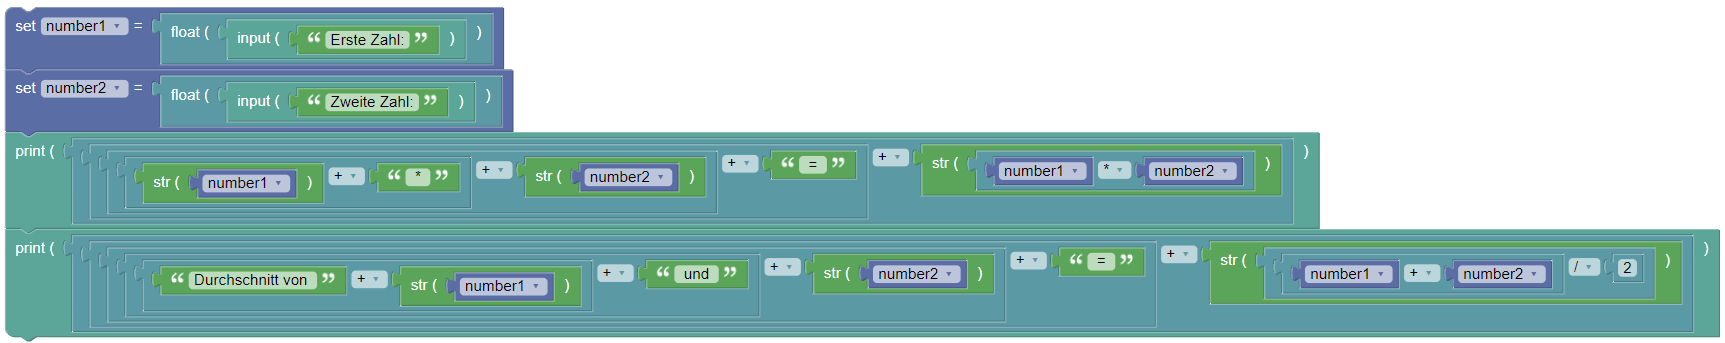 set number1 = float ( input ( “ Erste Zahl: ” ) )
set number2 = float ( input ( “ Zweite Zahl: ” ) )
print ( str ( number1 ) + “ * ” + str ( number2 ) + “ = ” + str ( number1 * number2 ) )
print ( “ Durchschnitt von ” + str ( number1 ) + “ und ” + str ( number2 ) + “ = ” + str ( number1 + number2 / 2 ) )